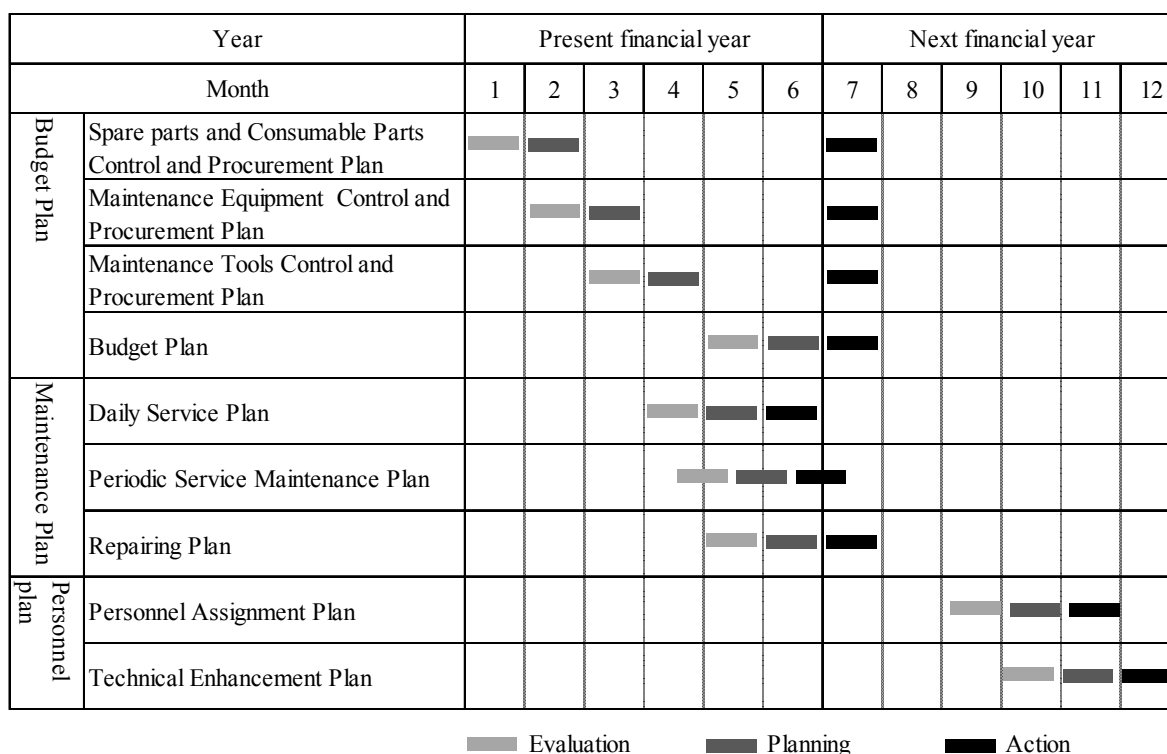 Year Present financial year Next financial year
Month 1 2 3 4 5 6 7 8 9 10 11 12
Budget Plan
Spare parts and Consumable Parts
Control and Procurement Plan
Maintenance Equipment Control and
Procurement Plan
Maintenance Tools Control and
Procurement Plan
Budget Plan
Maintenance Plan
Daily Service Plan
Periodic Service Maintenance Plan
Repairing Plan
Personnel
plan
Personnel Assignment Plan
Technical Enhancement Plan
Evaluation Planning Action